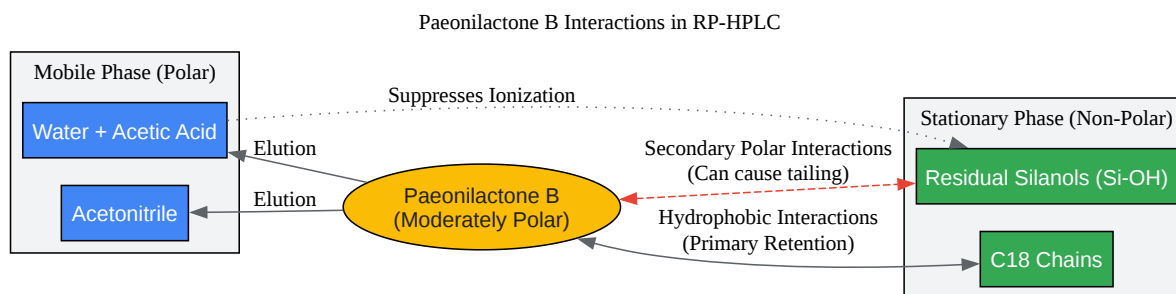 Paeonilactone B Interactions in RP-HPLC
Mobile Phase (Polar)
Water + Acetic Acid
Acetonitrile
Suppresses Ionization
Elution
Elution
Paeonilactone B
(Moderately Polar)
Secondary Polar Interactions
(Can cause tailing)
Hydrophobic Interactions
(Primary Retention)
Stationary Phase (Non-Polar)
Residual Silanols (Si-OH)
C18 Chains